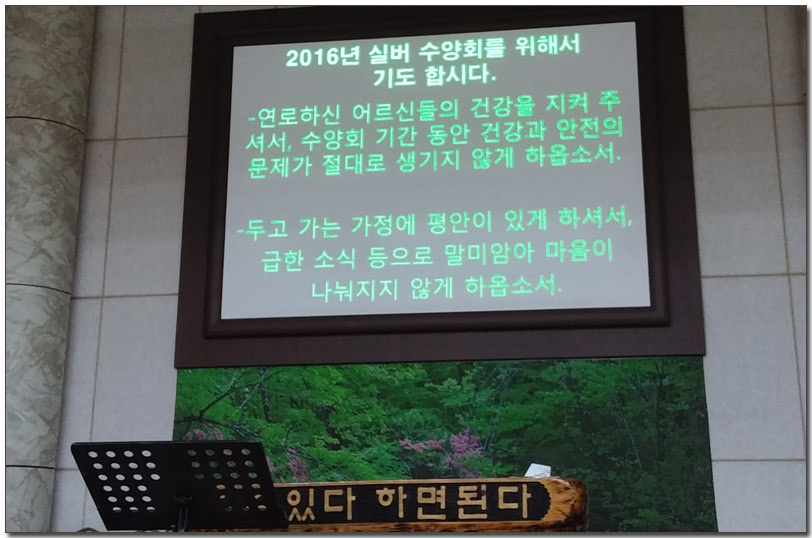 2016년 실버 수양회를 위해서
기도 합시다.
-연로하신 어르신들의 건강을 지켜 주
셔서, 수양회 기간 동안 건강과 안전의
문제가 절대로 생기지 않게 하옵소서.
-두고 가는 가정에 평안이 있게 하셔서,
급한 소식 등으로 말미암아 마음이
나눠지지 않게 하옵소서.
있다 하면된다